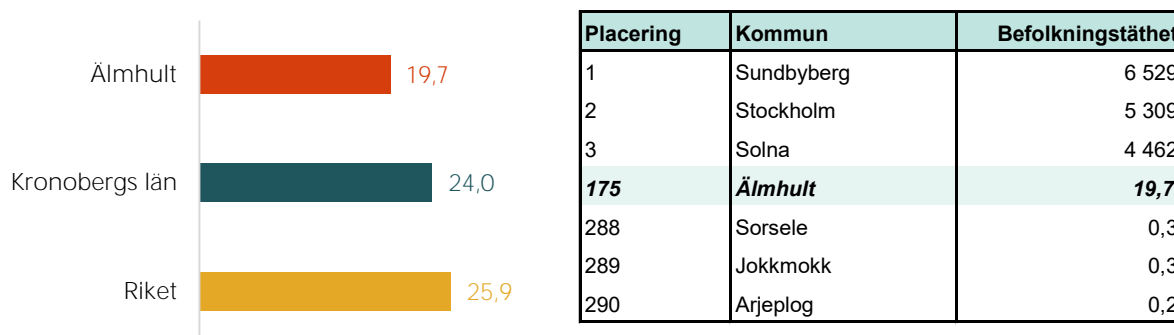 Älmhult 19,7
Kronobergs län 24,0
Riket 25,9
Placering Kommun Befolkningstäthet
1 Sundbyberg 6 529
2 Stockholm 5 309
3 Solna 4 462
175 Älmhult 19,7
288 Sorsele 0,3
289 Jokkmokk 0,3
290 Arjeplog 0,2